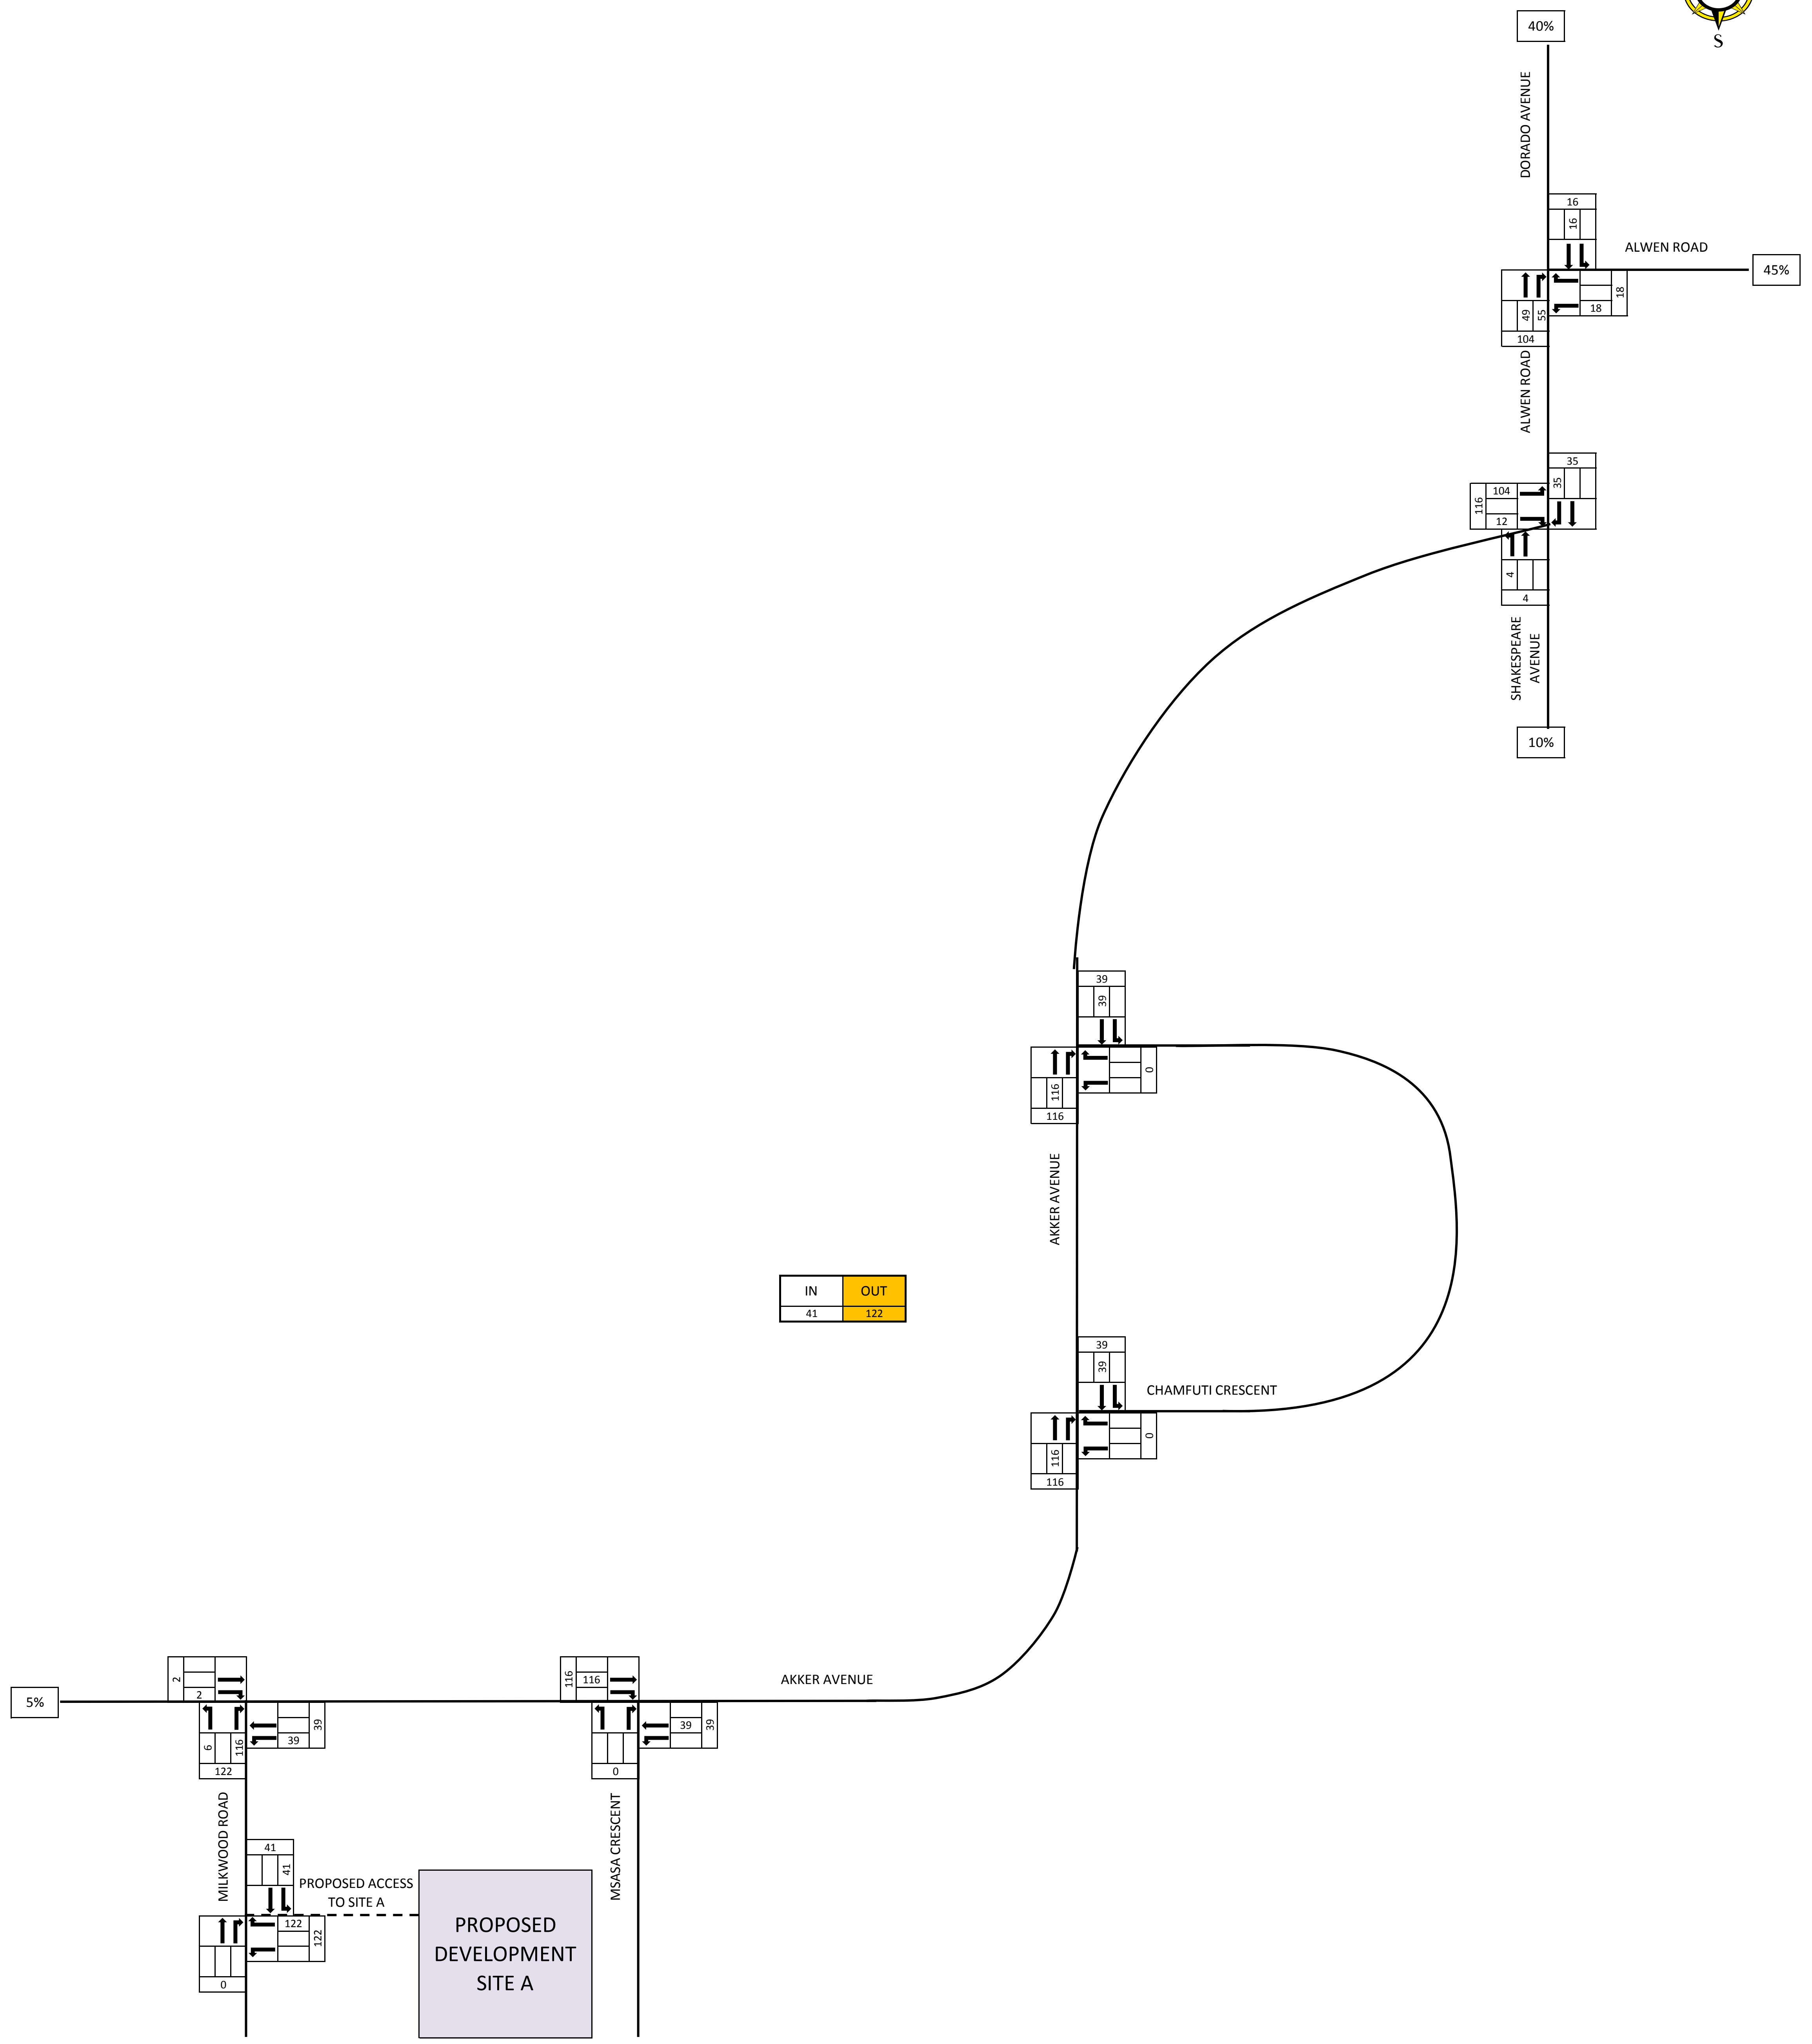 S
40%
DORADO AVENUE
16
16
ALWEN ROAD
45%
49
55
104
18
18
ALWEN ROAD
35
35
116
104
12
4
4
SHAKESPEARE
AVENUE
10%
39
39
116
116
0
AKKER AVENUE
IN
OUT
41
122
39
39
CHAMFUTI CRESCENT
116
116
0
5%
2
2
39
39
6
116
122
116
116
39
39
0
AKKER AVENUE
MILKWOOD ROAD
MSASA CRESCENT
41
41
PROPOSED ACCESS
TO SITE A
122
122
0
PROPOSED
DEVELOPMENT
SITE A